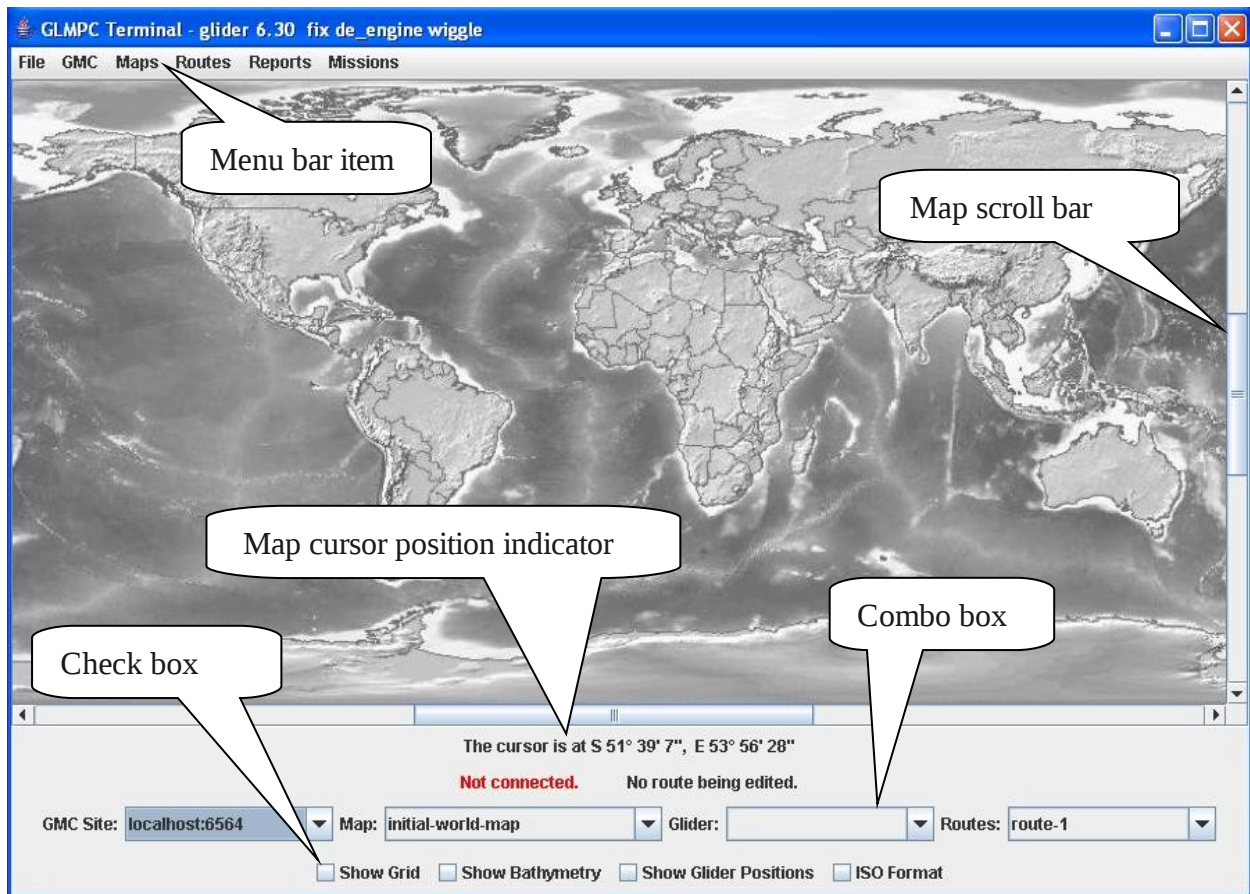 GLMPC Terminal - glider 6.30 fix de_engine wiggle
File GMC Maps Routes Reports Missions
Menu bar item
Map scroll bar
Map cursor position indicator
Combo box
Check box
The cursor is at S 51° 39' 7", E 53° 56' 28"
Not connected. No route being edited.
GMC Site: localhost:6564 Map: initial-world-map Glider: Routes: route-1
Show Grid Show Bathymetry Show Glider Positions ISO Format